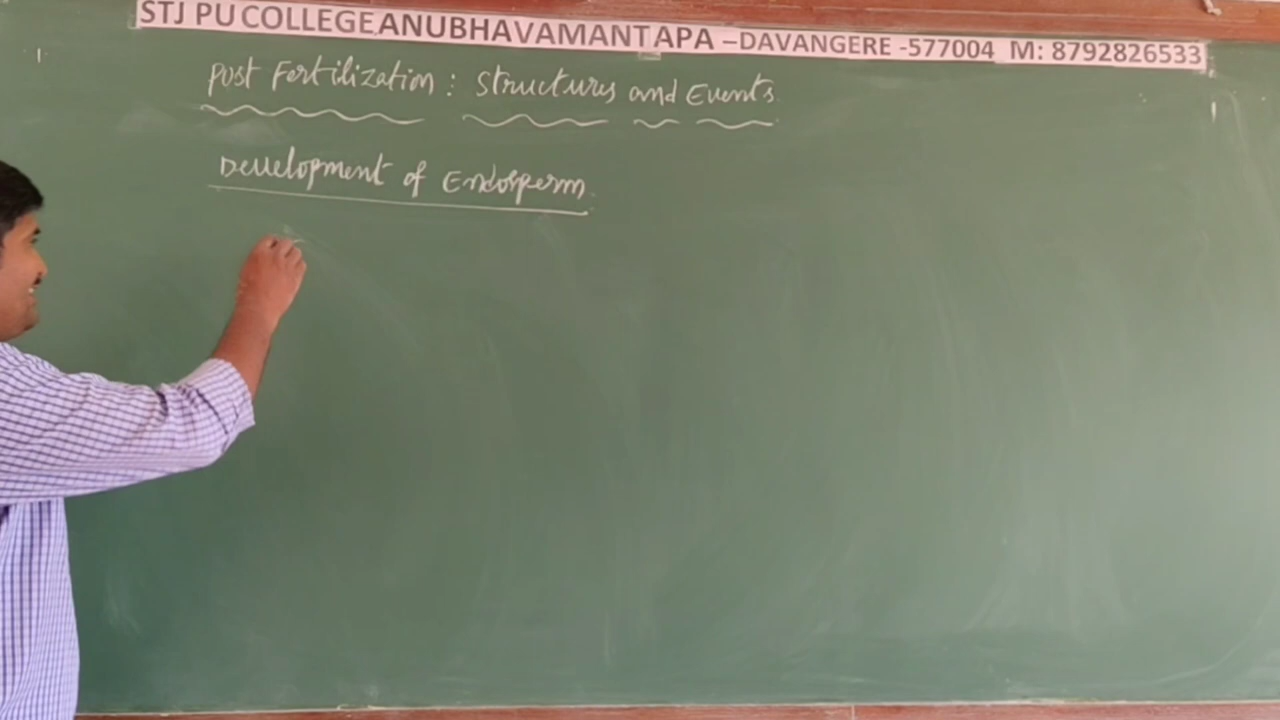 STJ PU COLLEGE ANUBHAVAMANTAPA –DAVANGERE -577004 M: 8792826533
Post Fertilization : Structures and Events
Development of Endosperm